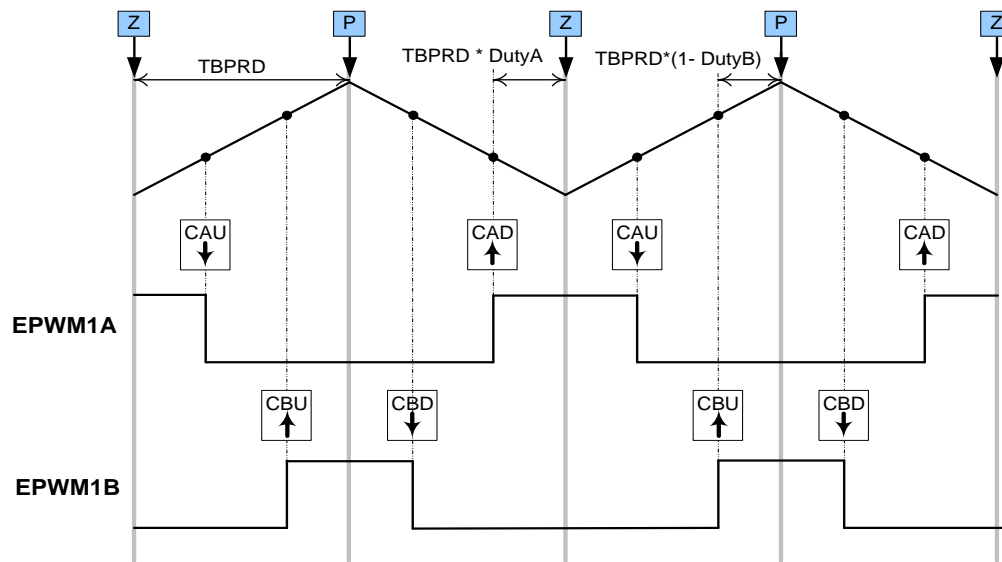 Z P Z P Z
TBPRD TBPRD * DutyA TBPRD*(1- DutyB)
CAU CAD CAU CAD
EPWM1A
CBU CBD CBU CBD
EPWM1B